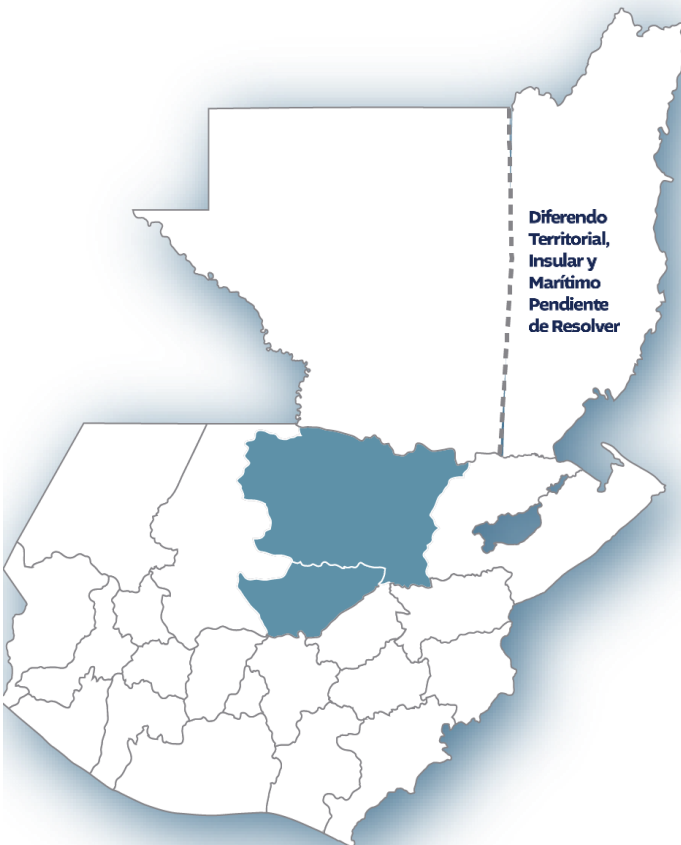 Diferendo
Territorial,
Insular y
Marítimo
Pendiente
de Resolver